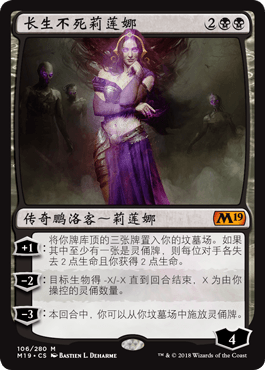 长生不死莉莲娜 2
传奇鹏洛客～莉莲娜 M19
+1: 将你牌库顶的三张牌置入你的坟墓场。如果
其中至少有一张是灵俑牌，则每位对手各失
去 2 点生命且你获得 2 点生命。
-2: 目标生物得 -X/-X 直到回合结束，X 为由你
操控的灵俑数量。
-3: 本回合中，你可以从你坟墓场中施放灵俑牌。
4
106/280 M
M19 • CS BASTIEN L. DEHARME
™ & © 2018 Wizards of the Coast